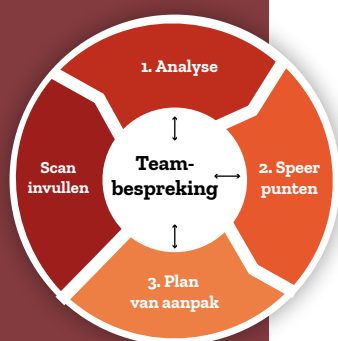 1. Analyse
Team-
bespreking
Scan
invullen
2. Speer
punten
3. Plan
van aanpak